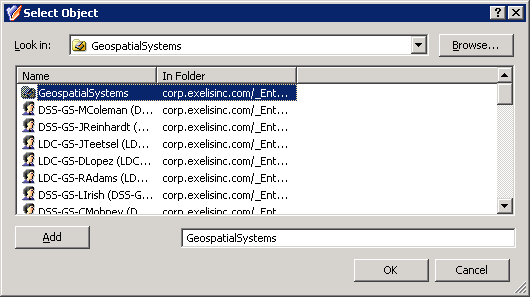 Select Object
Look in: GeospatialSystems Browse...
Name In Folder
GeospatialSystems corp.exelisinc.com/_Ent...
DSS-GS-MColeman (D... corp.exelisinc.com/_Ent...
DSS-GS-JReinhardt (D... corp.exelisinc.com/_Ent...
LDC-GS-JTeetsel (LD... corp.exelisinc.com/_Ent...
LDC-GS-DLopez (LDC... corp.exelisinc.com/_Ent...
LDC-GS-RAdams (LD... corp.exelisinc.com/_Ent...
DSS-GS-LIrish (DSS-G... corp.exelisinc.com/_Ent...
DSS-GS-CMobney (D... corp.exelisinc.com/_Ent...
Add GeospatialSystems
OK Cancel